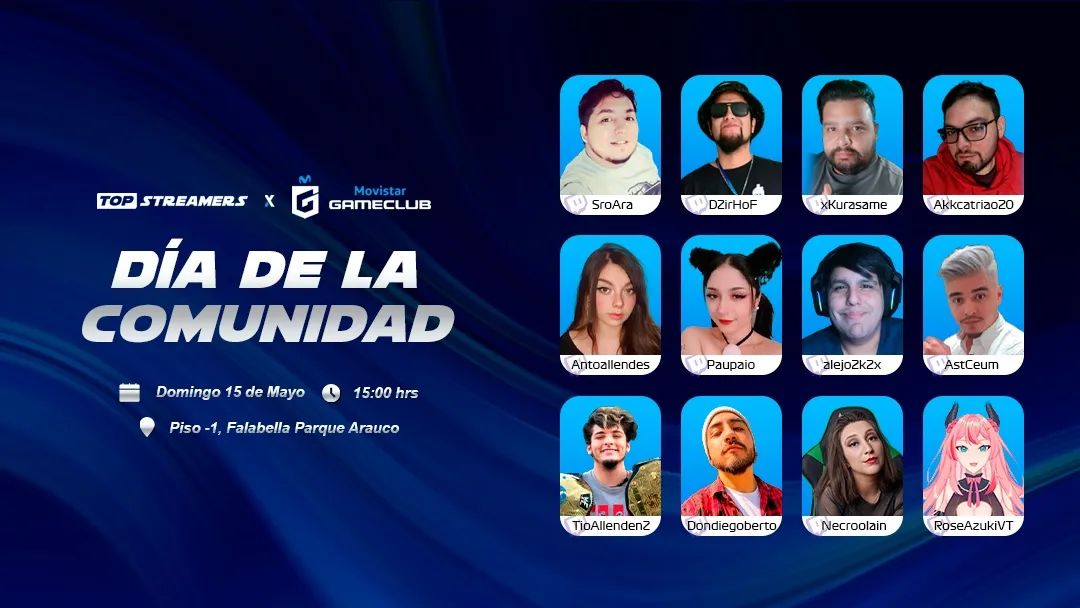 TOP STREAMERS X Movistar GAMECLUB
DÍA DE LA
COMUNIDAD
Domingo 15 de Mayo 15:00 hrs
Piso -1, Falabella Parque Arauco
SroAra DZirHoF xKurasame Akkcatriao20
Antoallendes Paupaio alejo2k2x AstCeum
TioAllendenZ Dondiegoberto Necroolain RoseAzukiVT